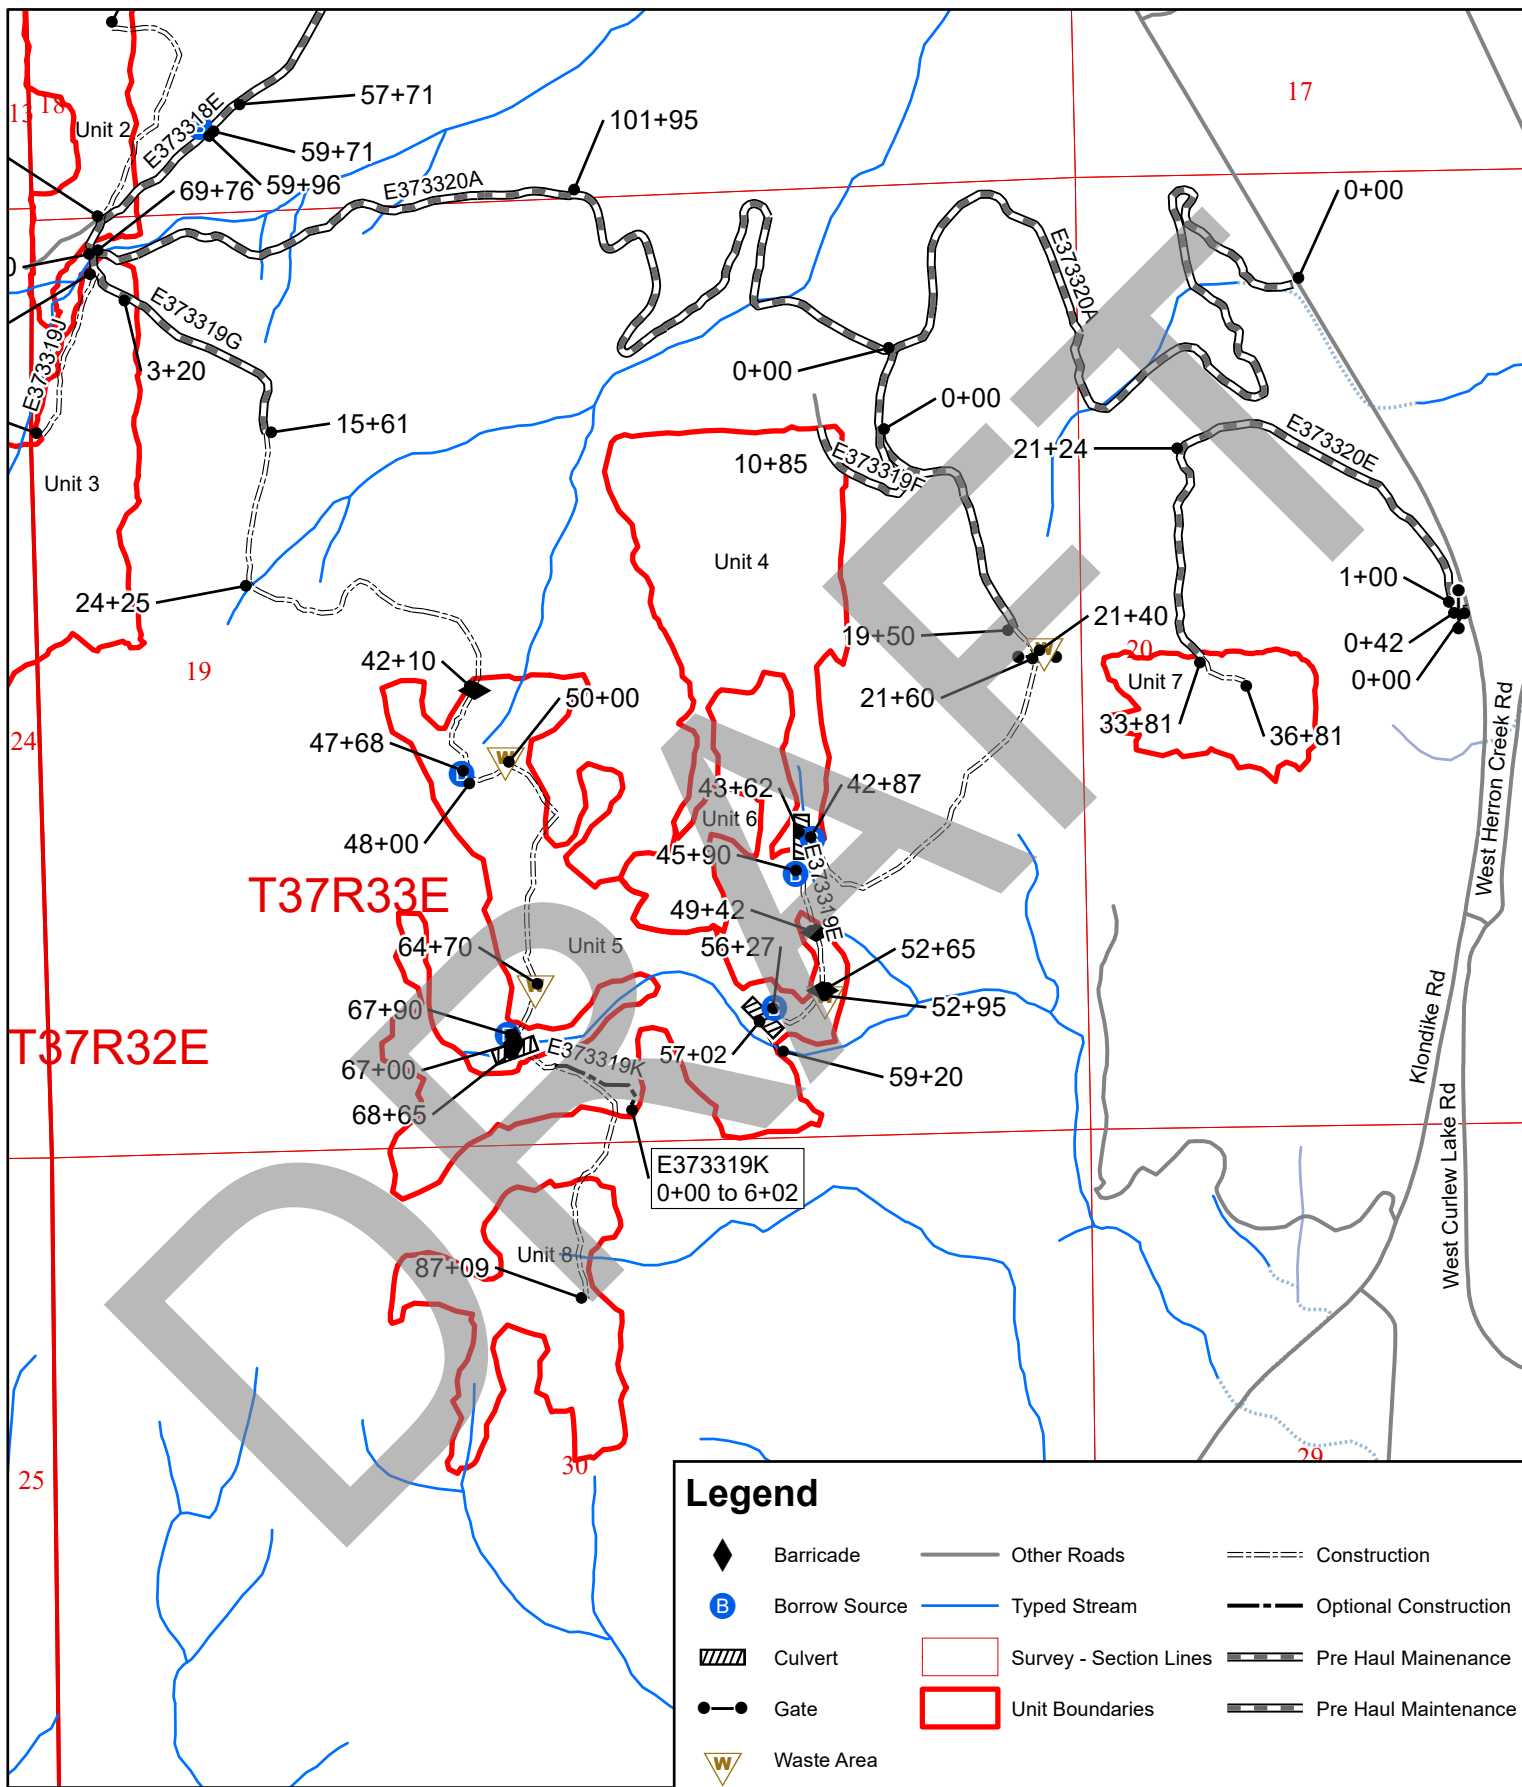 17
13
18
Unit 2
57+71
E373318E
B
59+71
101+95
59+96
69+76
E373320A
0+00
0
E373319G
E373320A
E373319J
3+20
0+00
0+00
15+61
21+24
E373320E
10+85
E373319F
Unit 3
Unit 4
24+25
1+00
21+40
19+50
0+42
20
0+00
19
42+10
Unit 7
50+00
21+60
33+81
36+81
24
47+68
W
B
W
43+62
42+87
Unit 6
48+00
45+90
B
E373319E
T37R33E
49+42
64+70
Unit 5
56+27
52+65
W
52+95
67+90
T37R32E
E373319K
57+02
67+00
59+20
68+65
E373319K
0+00 to 6+02
Unit 8
87+09
West Herron Creek Rd
Klondike Rd
West Curlew Lake Rd
25
30
29
DRAFT
Legend
Barricade
Other Roads
Construction
B
Borrow Source
Typed Stream
Optional Construction
Culvert
Survey - Section Lines
Pre Haul Mainenance
Gate
Unit Boundaries
Pre Haul Maintenance
W
Waste Area